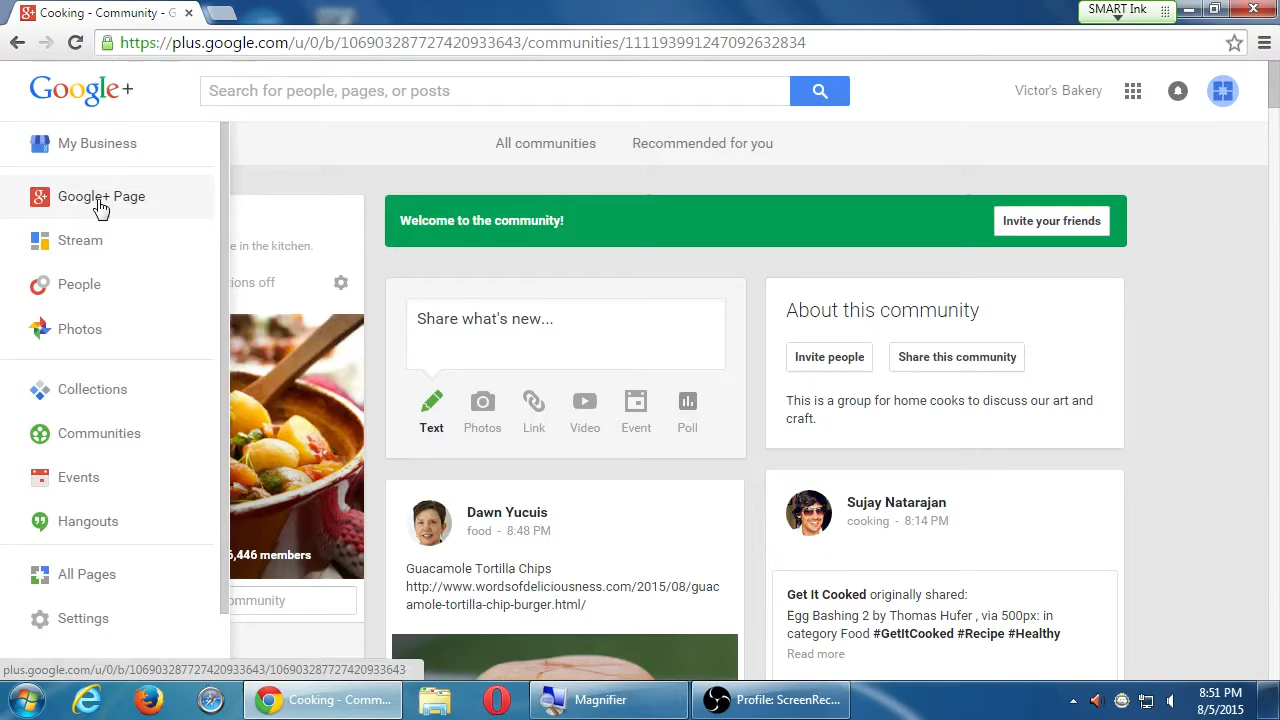 Cooking - Community - G
SMART Ink
https://plus.google.com/u/0/b/106903287727420933643/communities/111193991247092632834
Google+
Search for people, pages, or posts
Victor's Bakery
My Business
Google+ Page
Stream
People
Photos
Collections
Communities
Events
Hangouts
All Pages
Settings
All communities
Recommended for you
e in the kitchen.
ions off
6,446 members
ommunity
Welcome to the community!
Invite your friends
Share what's new...
Text
Photos
Link
Video
Event
Poll
About this community
Invite people
Share this community
This is a group for home cooks to discuss our art and
craft.
Dawn Yucuis
food - 8:48 PM
Guacamole Tortilla Chips
http://www.wordsofdeliciousness.com/2015/08/guac
amole-tortilla-chip-burger.html/
Sujay Natarajan
cooking - 8:14 PM
Get It Cooked originally shared:
Egg Bashing 2 by Thomas Hufer , via 500px: in
category Food #GetItCooked #Recipe #Healthy
Read more
plus.google.com/u/0/b/106903287727420933643/106903287727420933643
Cooking - Comm...
Magnifier
Profile: ScreenRec...
8:51 PM
8/5/2015